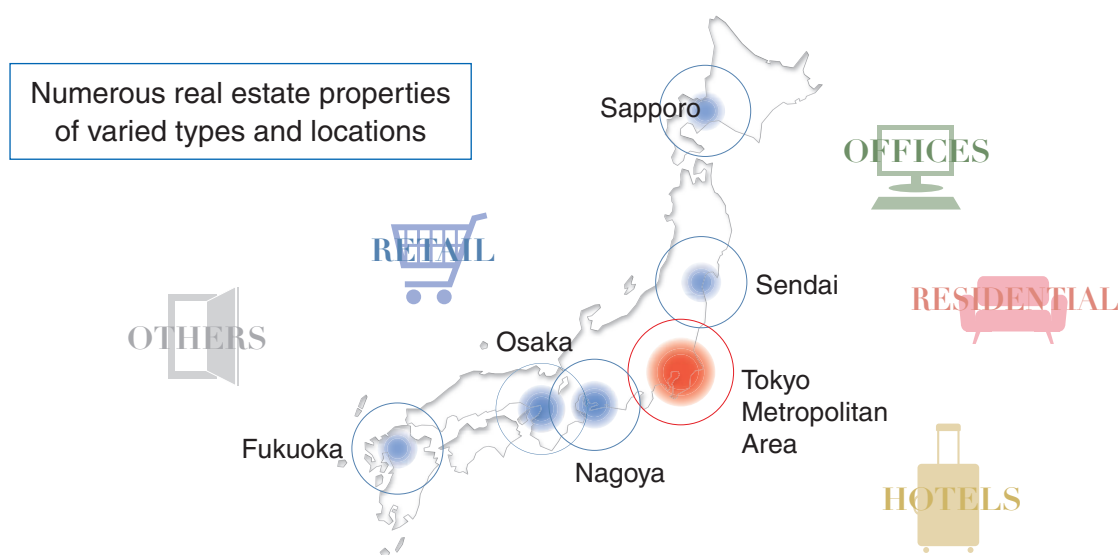 Numerous real estate properties
of varied types and locations
Sapporo
OFFICES
RETAIL
Sendai
RESIDENTIAL
OTHERS
Osaka
Tokyo
Metropolitan
Area
Fukuoka
Nagoya
HOTELS